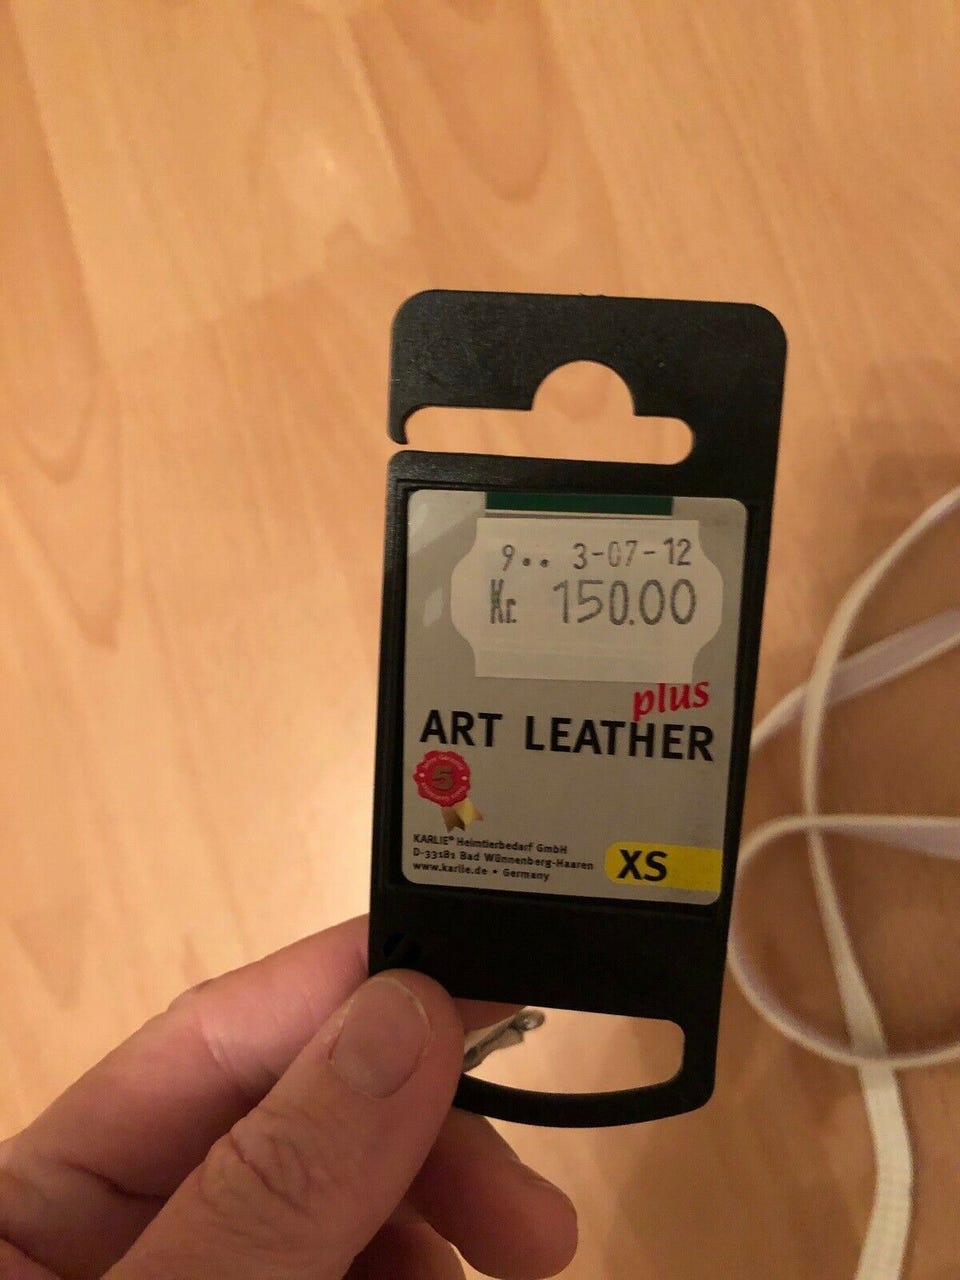 9.. 3-07-12
Kr. 150.00
plus
ART LEATHER
5
KARLIE® Heimtierbedarf GmbH
D-33181 Bad Wünnenberg-Haaren
www.karlie.de • Germany
XS